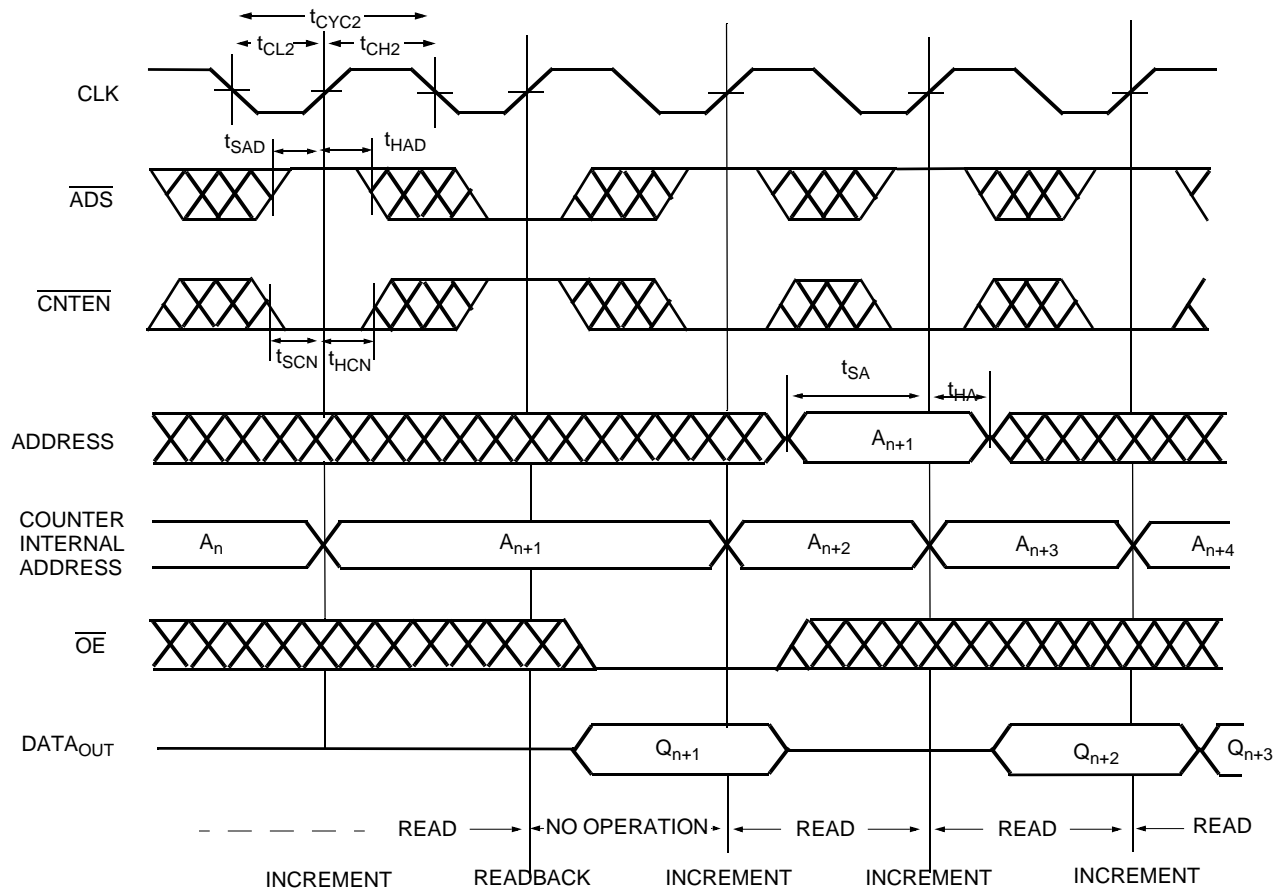 tCYC2
tCL2 tCH2
CLK
tSAD tHAD
ADS
CNTEN
tSCN tHCN
tSA tHA
ADDRESS An+1
COUNTER
INTERNAL
ADDRESS
An An+1 An+2 An+3 An+4
OE
DATAOUT Qn+1 Qn+2 Qn+3
READ NO OPERATION READ READ READ
INCREMENT READBACK INCREMENT INCREMENT INCREMENT